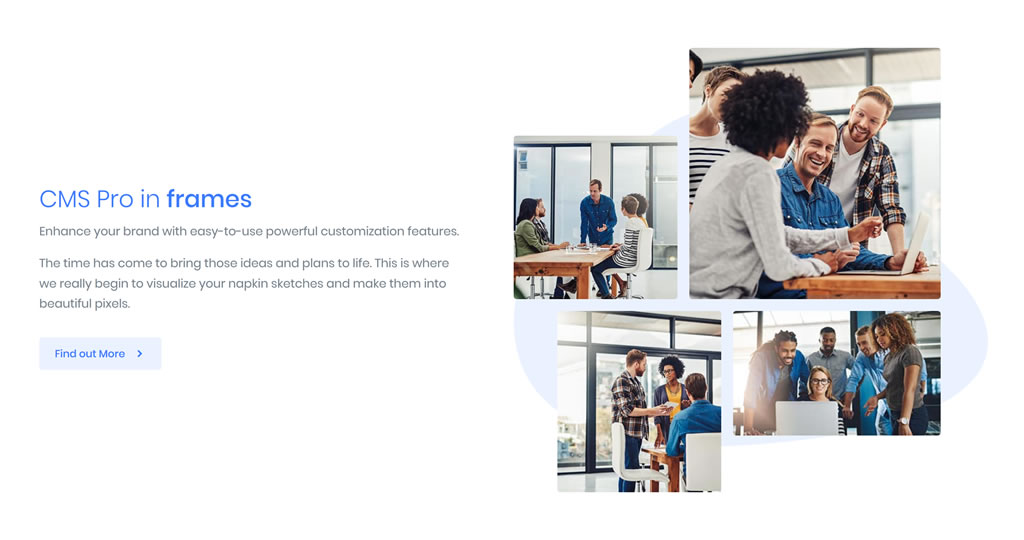 CMS Pro in frames
Enhance your brand with easy-to-use powerful customization features.
The time has come to bring those ideas and plans to life. This is where
we really begin to visualize your napkin sketches and make them into
beautiful pixels.
Find out More